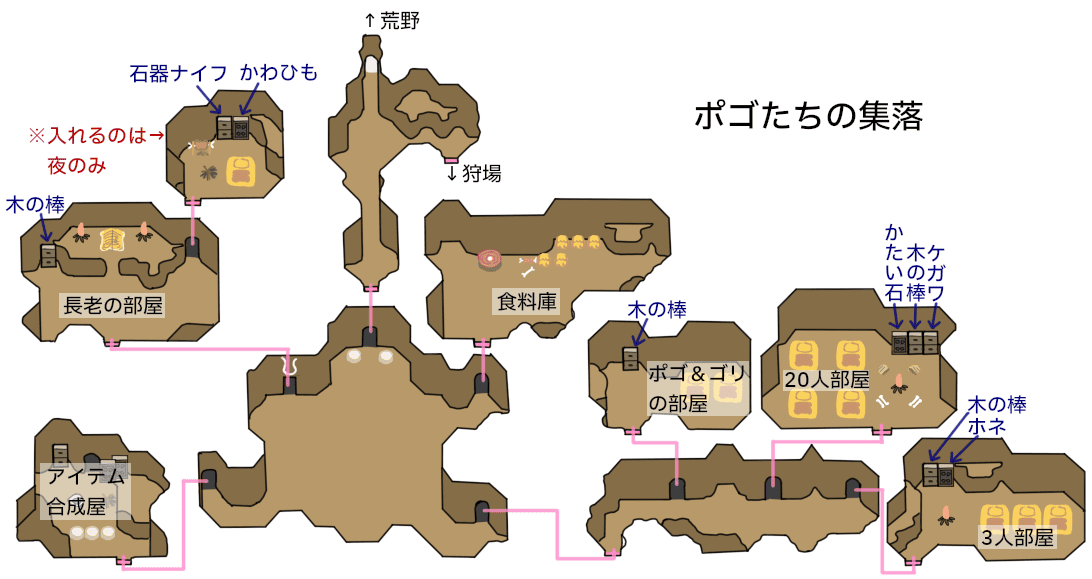 ↑荒野
石器ナイフ かわひも
ポゴたちの集落
※入れるのは→
夜のみ
↓狩場
木の棒
長老の部屋
食料庫
かたい石
木の棒
ケガワ
木の棒
ポゴ&ゴリ
の部屋
20人部屋
木の棒
ホネ
アイテム
合成屋
3人部屋